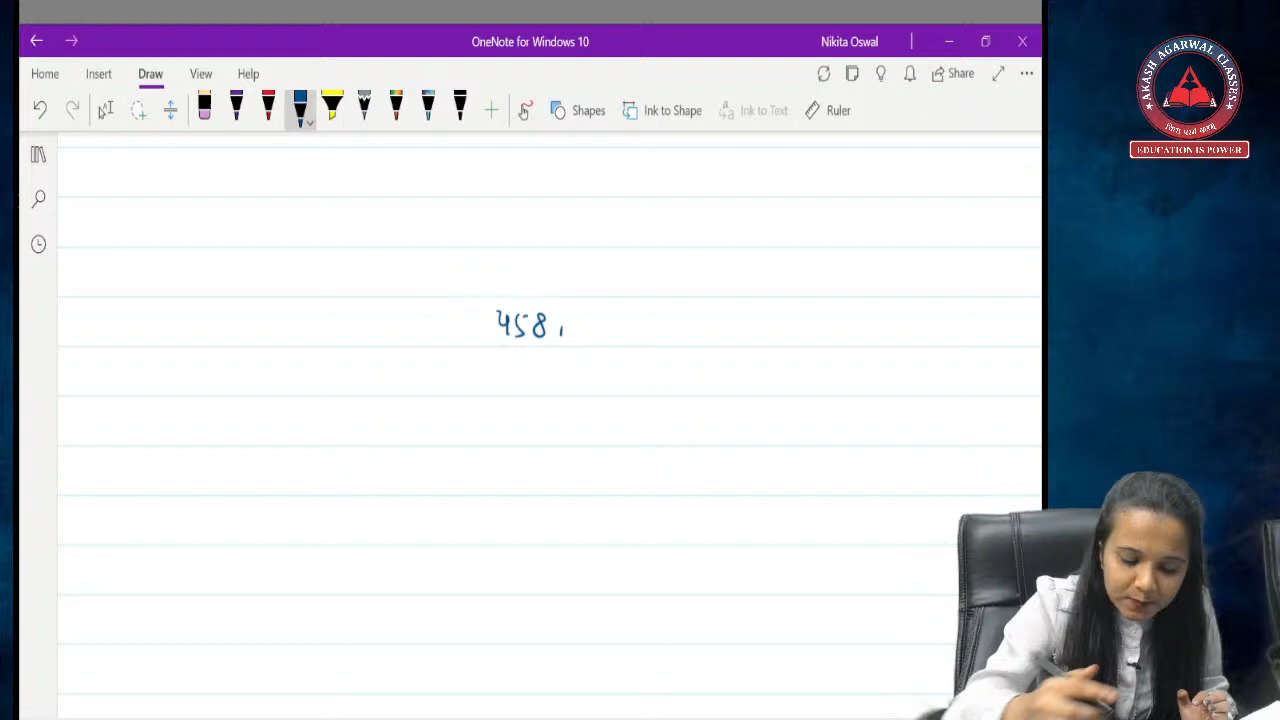 OneNote for Windows 10
Nikita Oswal
Home Insert Draw View Help
Share
Shapes Ink to Shape Ink to Text Ruler
458,
AKASH AGARWAL CLASSES
EDUCATION IS POWER